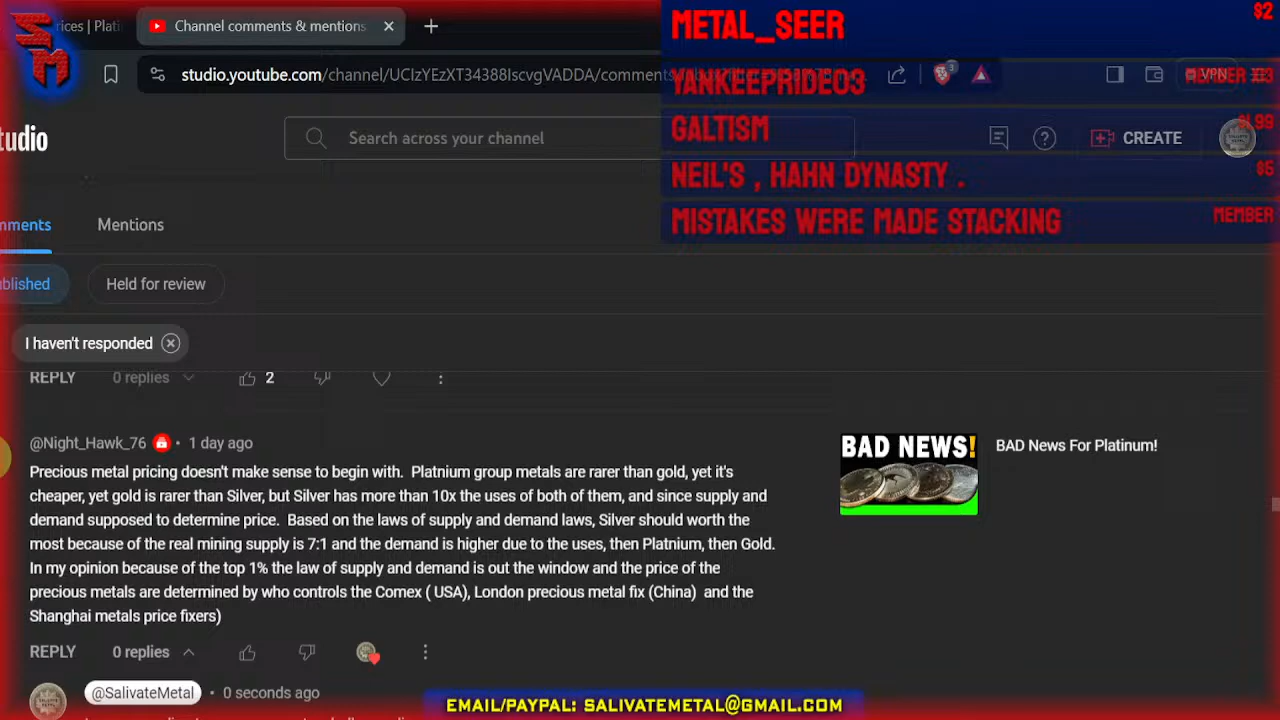 SM
rices | Plati
Channel comments & mentions
METAL_SEER
$2
studio.youtube.com/channel/UCIzYEzXT34388IscvgVADDA/comments
3
VPN
YANKEEPRIDE03
MEMBER
tudio
Search across your channel
GALTISM
CREATE
NEIL'S , HAHN DYNASTY .
$5
mments
Mentions
MISTAKES WERE MADE STACKING
MEMBER
ublished
Held for review
I haven't responded
REPLY
0 replies
2
@Night_Hawk_76 • 1 day ago
BAD NEWS!
BAD News For Platinum!
Precious metal pricing doesn't make sense to begin with. Platnium group metals are rarer than gold, yet it's
cheaper, yet gold is rarer than Silver, but Silver has more than 10x the uses of both of them, and since supply and
demand supposed to determine price. Based on the laws of supply and demand laws, Silver should worth the
most because of the real mining supply is 7:1 and the demand is higher due to the uses, then Platnium, then Gold.
In my opinion because of the top 1% the law of supply and demand is out the window and the price of the
precious metals are determined by who controls the Comex ( USA), London precious metal fix (China) and the
Shanghai metals price fixers)
REPLY
0 replies
@SalivateMetal • 0 seconds ago
EMAIL/PAYPAL: SALIVATEMETAL@GMAIL.COM